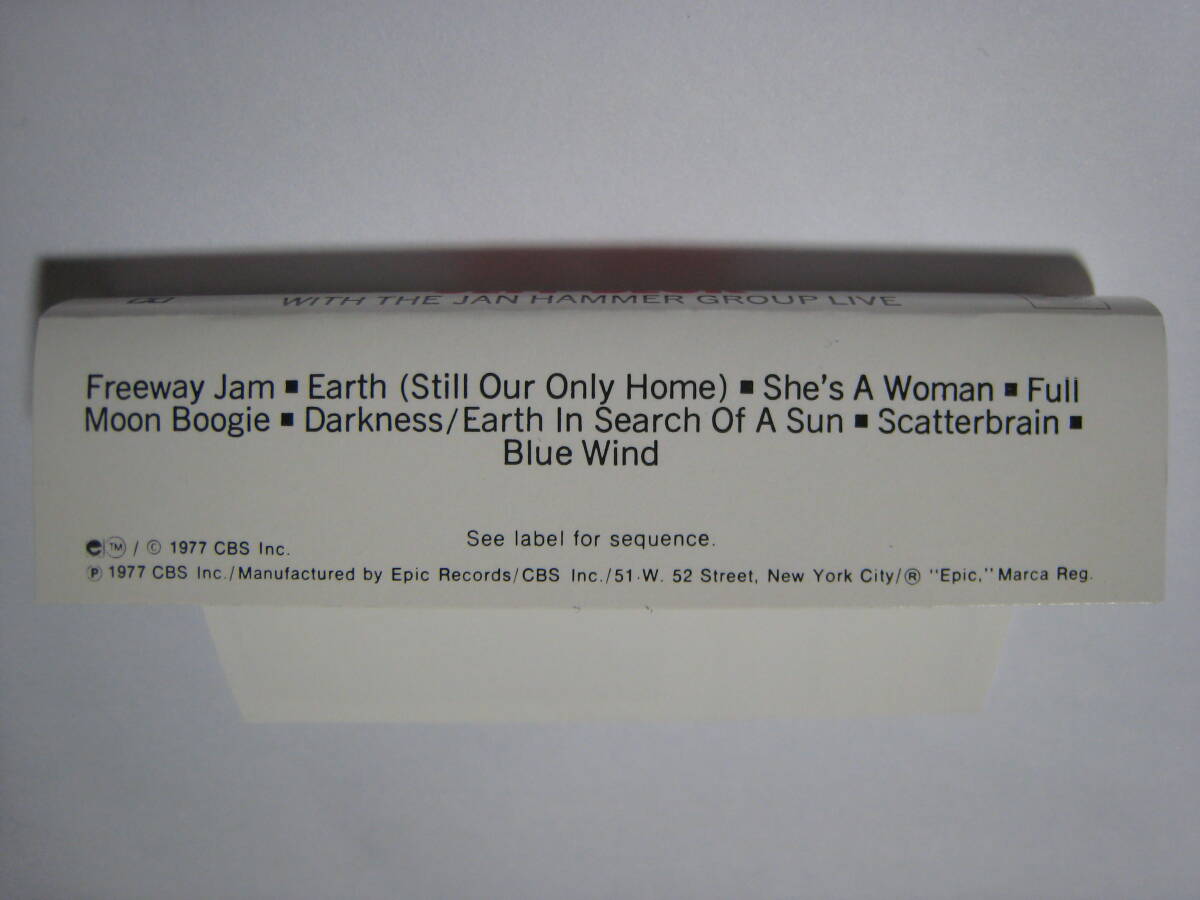 WITH THE JAN HAMMER GROUP LIVE
Freeway Jam ■ Earth (Still Our Only Home) ■ She's A Woman ■ Full
Moon Boogie ■ Darkness/Earth In Search Of A Sun ■ Scatterbrain ■
Blue Wind
See label for sequence.
e ™ / © 1977 CBS Inc.
℗ 1977 CBS Inc./Manufactured by Epic Records/CBS Inc./51 W. 52 Street, New York City/® "Epic," Marca Reg.